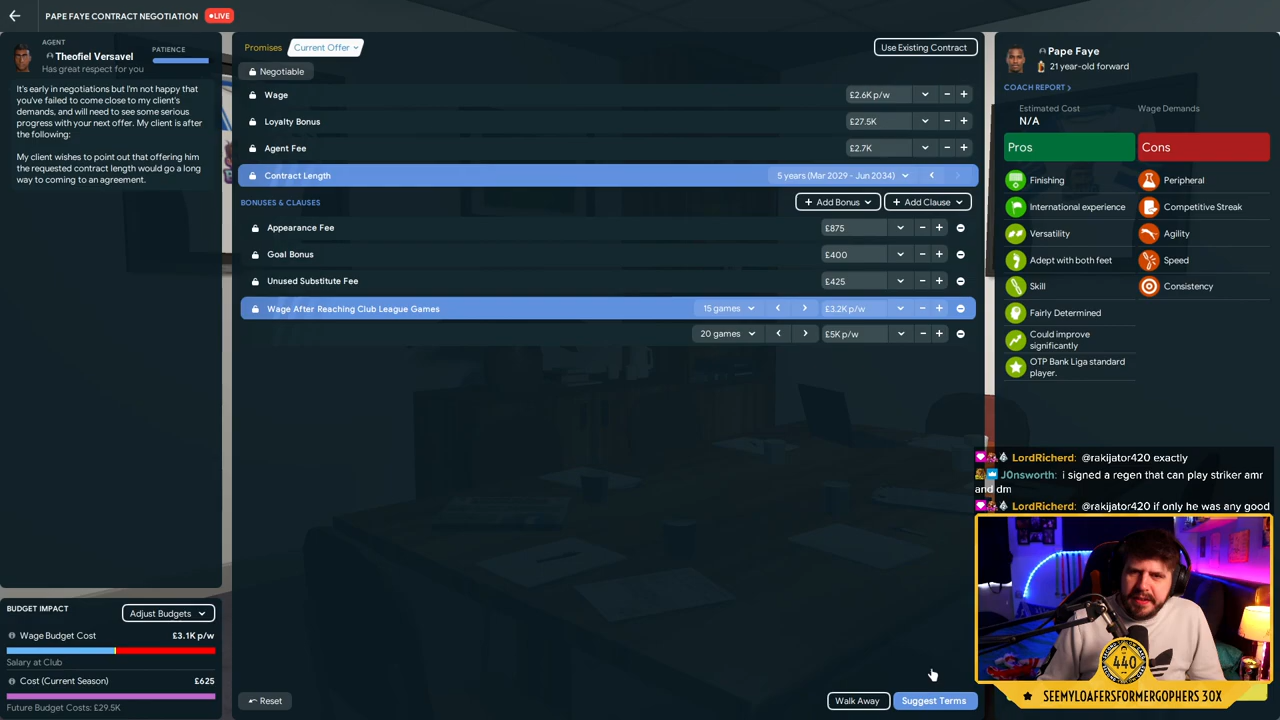 PAPE FAYE CONTRACT NEGOTIATION
LIVE
AGENT
Theofiel Versavel
Has great respect for you
PATIENCE
It's early in negotiations but I'm not happy that
you've failed to come close to my client's
demands, and will need to see some serious
progress with your next offer. My client is after
the following:
My client wishes to point out that offering him
the requested contract length would go a long
way to coming to an agreement.
BUDGET IMPACT
Adjust Budgets
Wage Budget Cost
£3.1K p/w
Salary at Club
Cost (Current Season)
£625
Future Budget Costs: £29.5K
Promises
Current Offer
Use Existing Contract
Negotiable
Wage
£2.6K p/w
Loyalty Bonus
£27.5K
Agent Fee
£2.7K
Contract Length
5 years (Mar 2029 - Jun 2034)
BONUSES & CLAUSES
Add Bonus
Add Clause
Appearance Fee
£875
Goal Bonus
£400
Unused Substitute Fee
£425
Wage After Reaching Club League Games
15 games
£3.2K p/w
20 games
£5K p/w
Reset
Walk Away
Suggest Terms
Pape Faye
21 year-old forward
COACH REPORT
Estimated Cost
N/A
Wage Demands
Pros
Finishing
International experience
Versatility
Adept with both feet
Skill
Fairly Determined
Could improve
significantly
OTP Bank Liga standard
player.
Cons
Peripheral
Competitive Streak
Agility
Speed
Consistency
LordRicherd: @rakijator420 exactly
J0nsworth: i signed a regen that can play striker amr
and dm
LordRicherd: @rakijator420 if only he was any good
440
SEEMYLOAFERSFORMERGOPHERS 30X